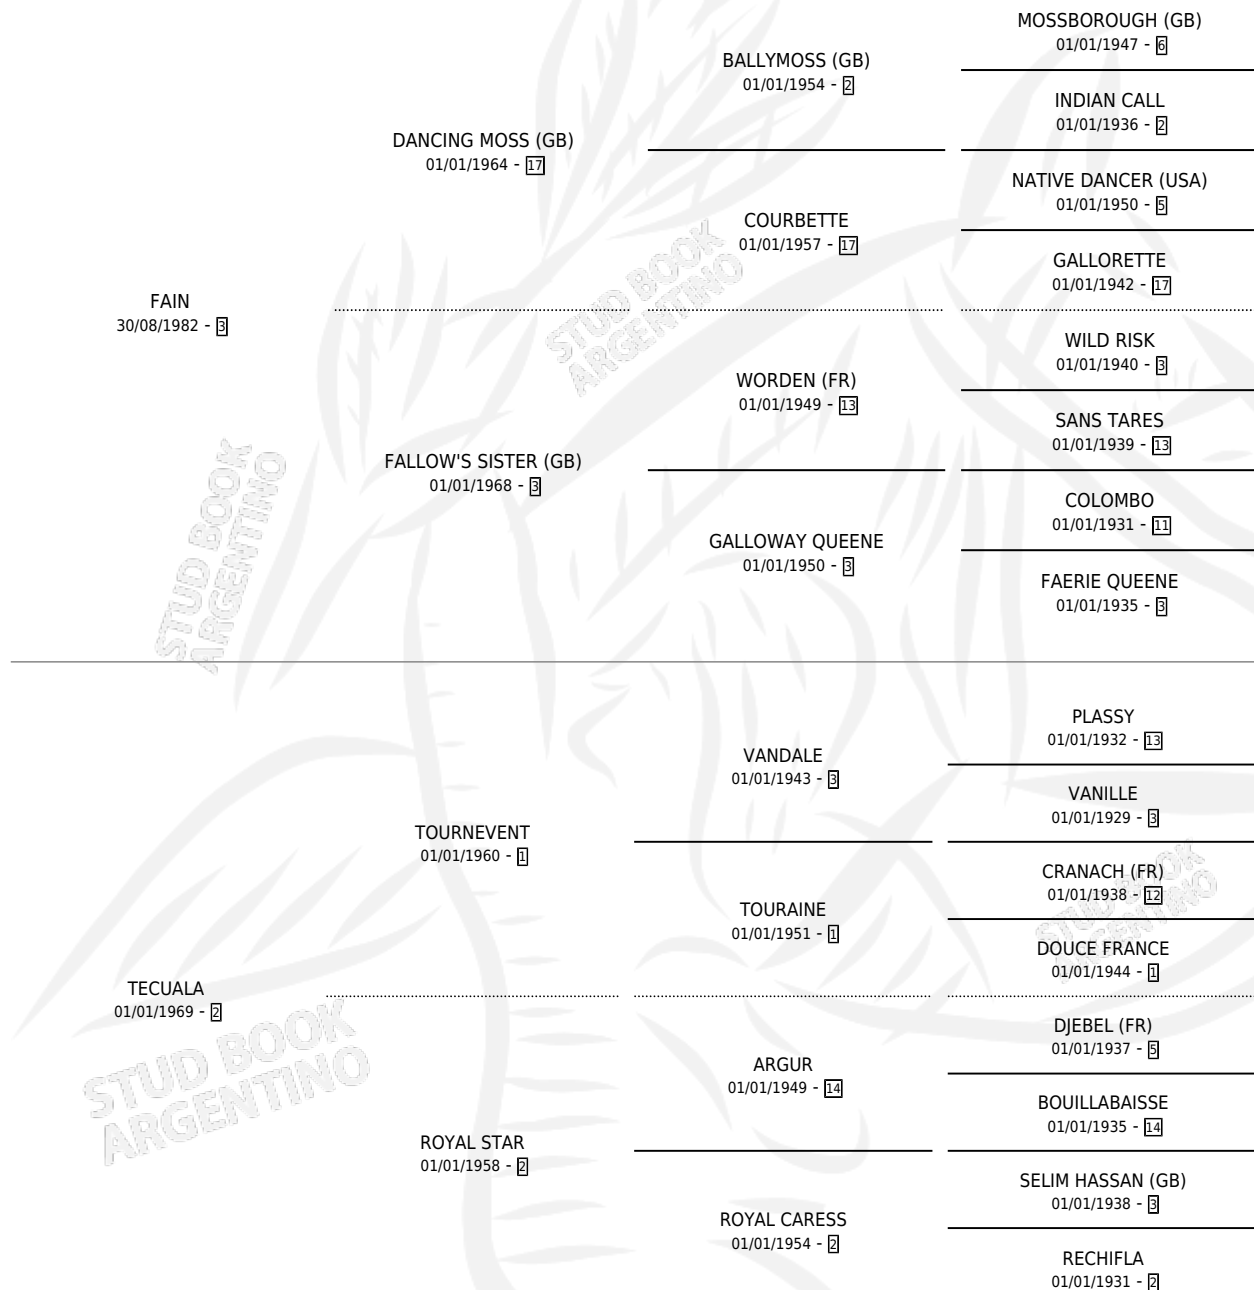 MOSSBOROUGH (GB)
01/01/1947 - 6
BALLYMOSS (GB)
01/01/1954 - 2
INDIAN CALL
01/01/1936 - 2
DANCING MOSS (GB)
01/01/1964 - 17
NATIVE DANCER (USA)
01/01/1950 - 5
COURBETTE
01/01/1957 - 17
GALLORETTE
01/01/1942 - 17
FAIN
30/08/1982 - 3
WILD RISK
01/01/1940 - 3
WORDEN (FR)
01/01/1949 - 13
SANS TARES
01/01/1939 - 13
FALLOW'S SISTER (GB)
01/01/1968 - 3
COLOMBO
01/01/1931 - 11
GALLOWAY QUEENE
01/01/1950 - 3
FAERIE QUEENE
01/01/1935 - 3
PLASSY
01/01/1932 - 13
VANDALE
01/01/1943 - 3
VANILLE
01/01/1929 - 3
TOURNEVENT
01/01/1960 - 1
CRANACH (FR)
01/01/1938 - 12
TOURAINE
01/01/1951 - 1
DOUCE FRANCE
01/01/1944 - 1
TECUALA
01/01/1969 - 2
DJEBEL (FR)
01/01/1937 - 5
ARGUR
01/01/1949 - 14
BOUILLABAISSE
01/01/1935 - 14
ROYAL STAR
01/01/1958 - 2
SELIM HASSAN (GB)
01/01/1938 - 3
ROYAL CARESS
01/01/1954 - 2
RECHIFLA
01/01/1931 - 2
STUD BOOK
ARGENTINO
STUD BOOK
ARGENTINO
STUD BOOK
ARGENTINO
STUD BOOK
ARGENTINO